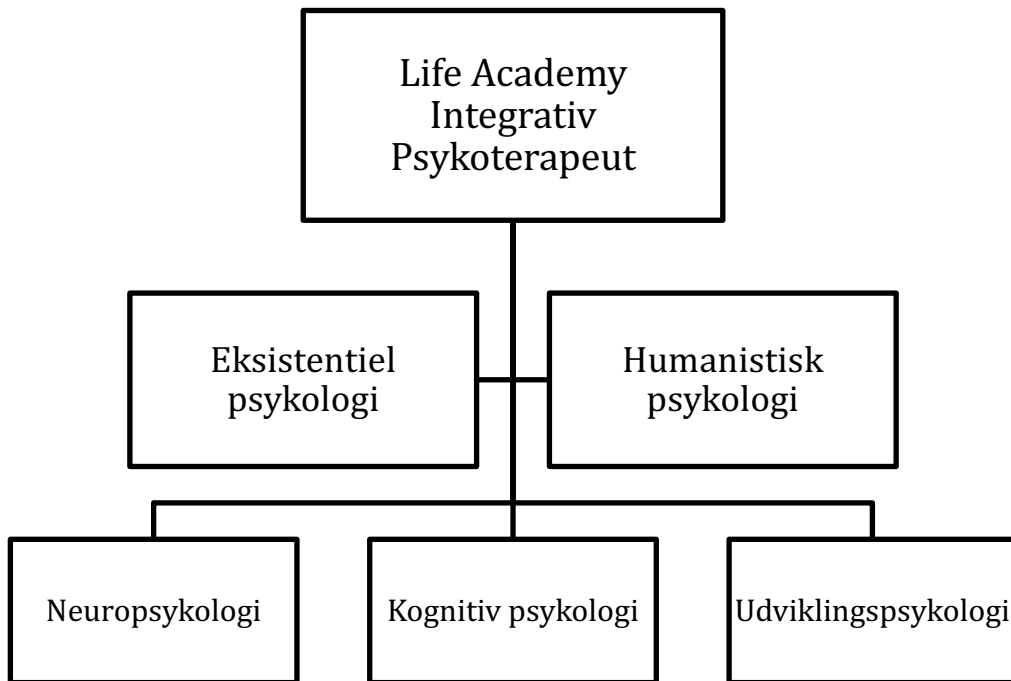 Life Academy
Integrativ
Psykoterapeut
Eksistentiel
psykologi
Humanistisk
psykologi
Neuropsykologi
Kognitiv psykologi
Udviklingspsykologi